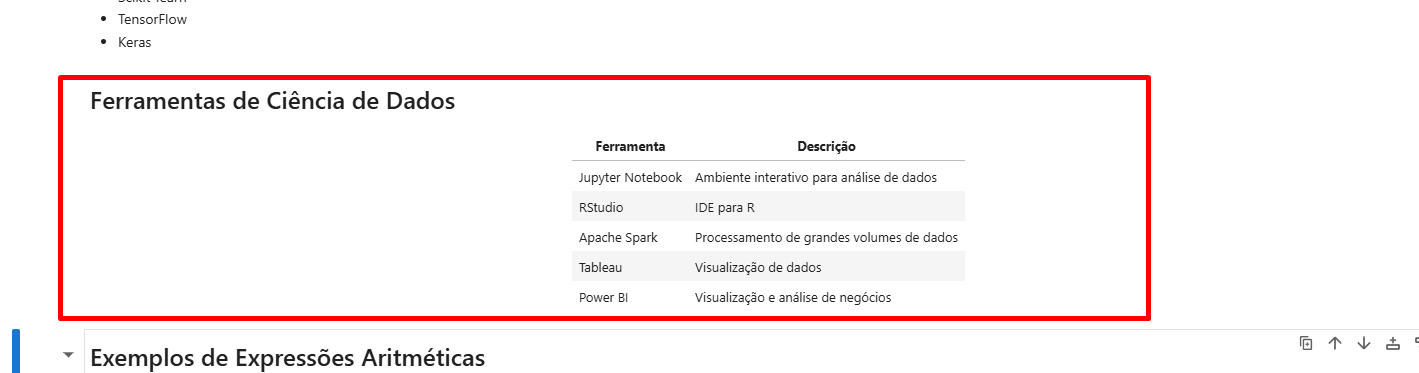 TensorFlow
Keras
Ferramentas de Ciência de Dados
Ferramenta Descrição
Jupyter Notebook Ambiente interativo para análise de dados
RStudio IDE para R
Apache Spark Processamento de grandes volumes de dados
Tableau Visualização de dados
Power BI Visualização e análise de negócios
Exemplos de Expressões Aritméticas